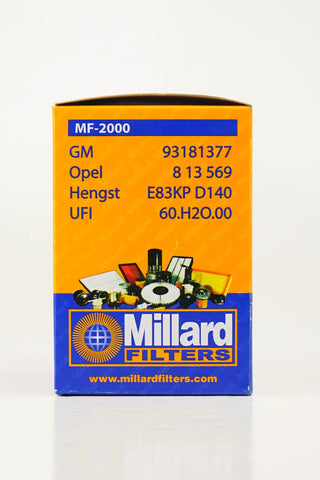 MF-2000
GM 93181377
Opel 8 13 569
Hengst E83KP D140
UFI 60.H2O.00
Millard
FILTERS
www.millardfilters.com